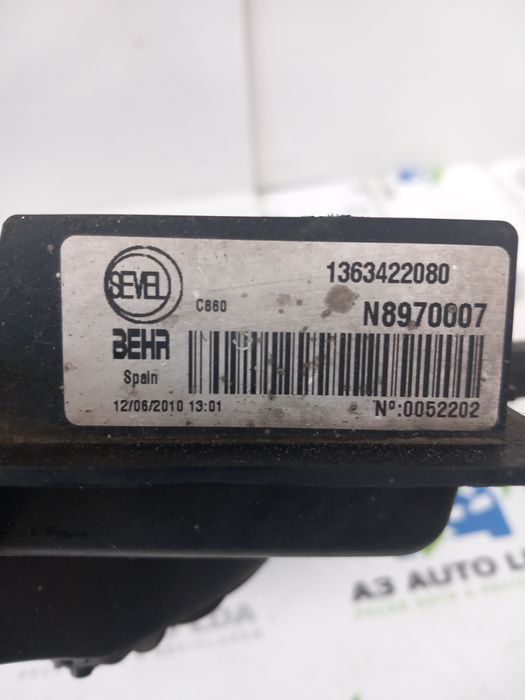 SEVEL
C860
1363422080
N8970007
BEHR
Spain
12/06/2010 13:01
Nº:0052202
A3 AUTO